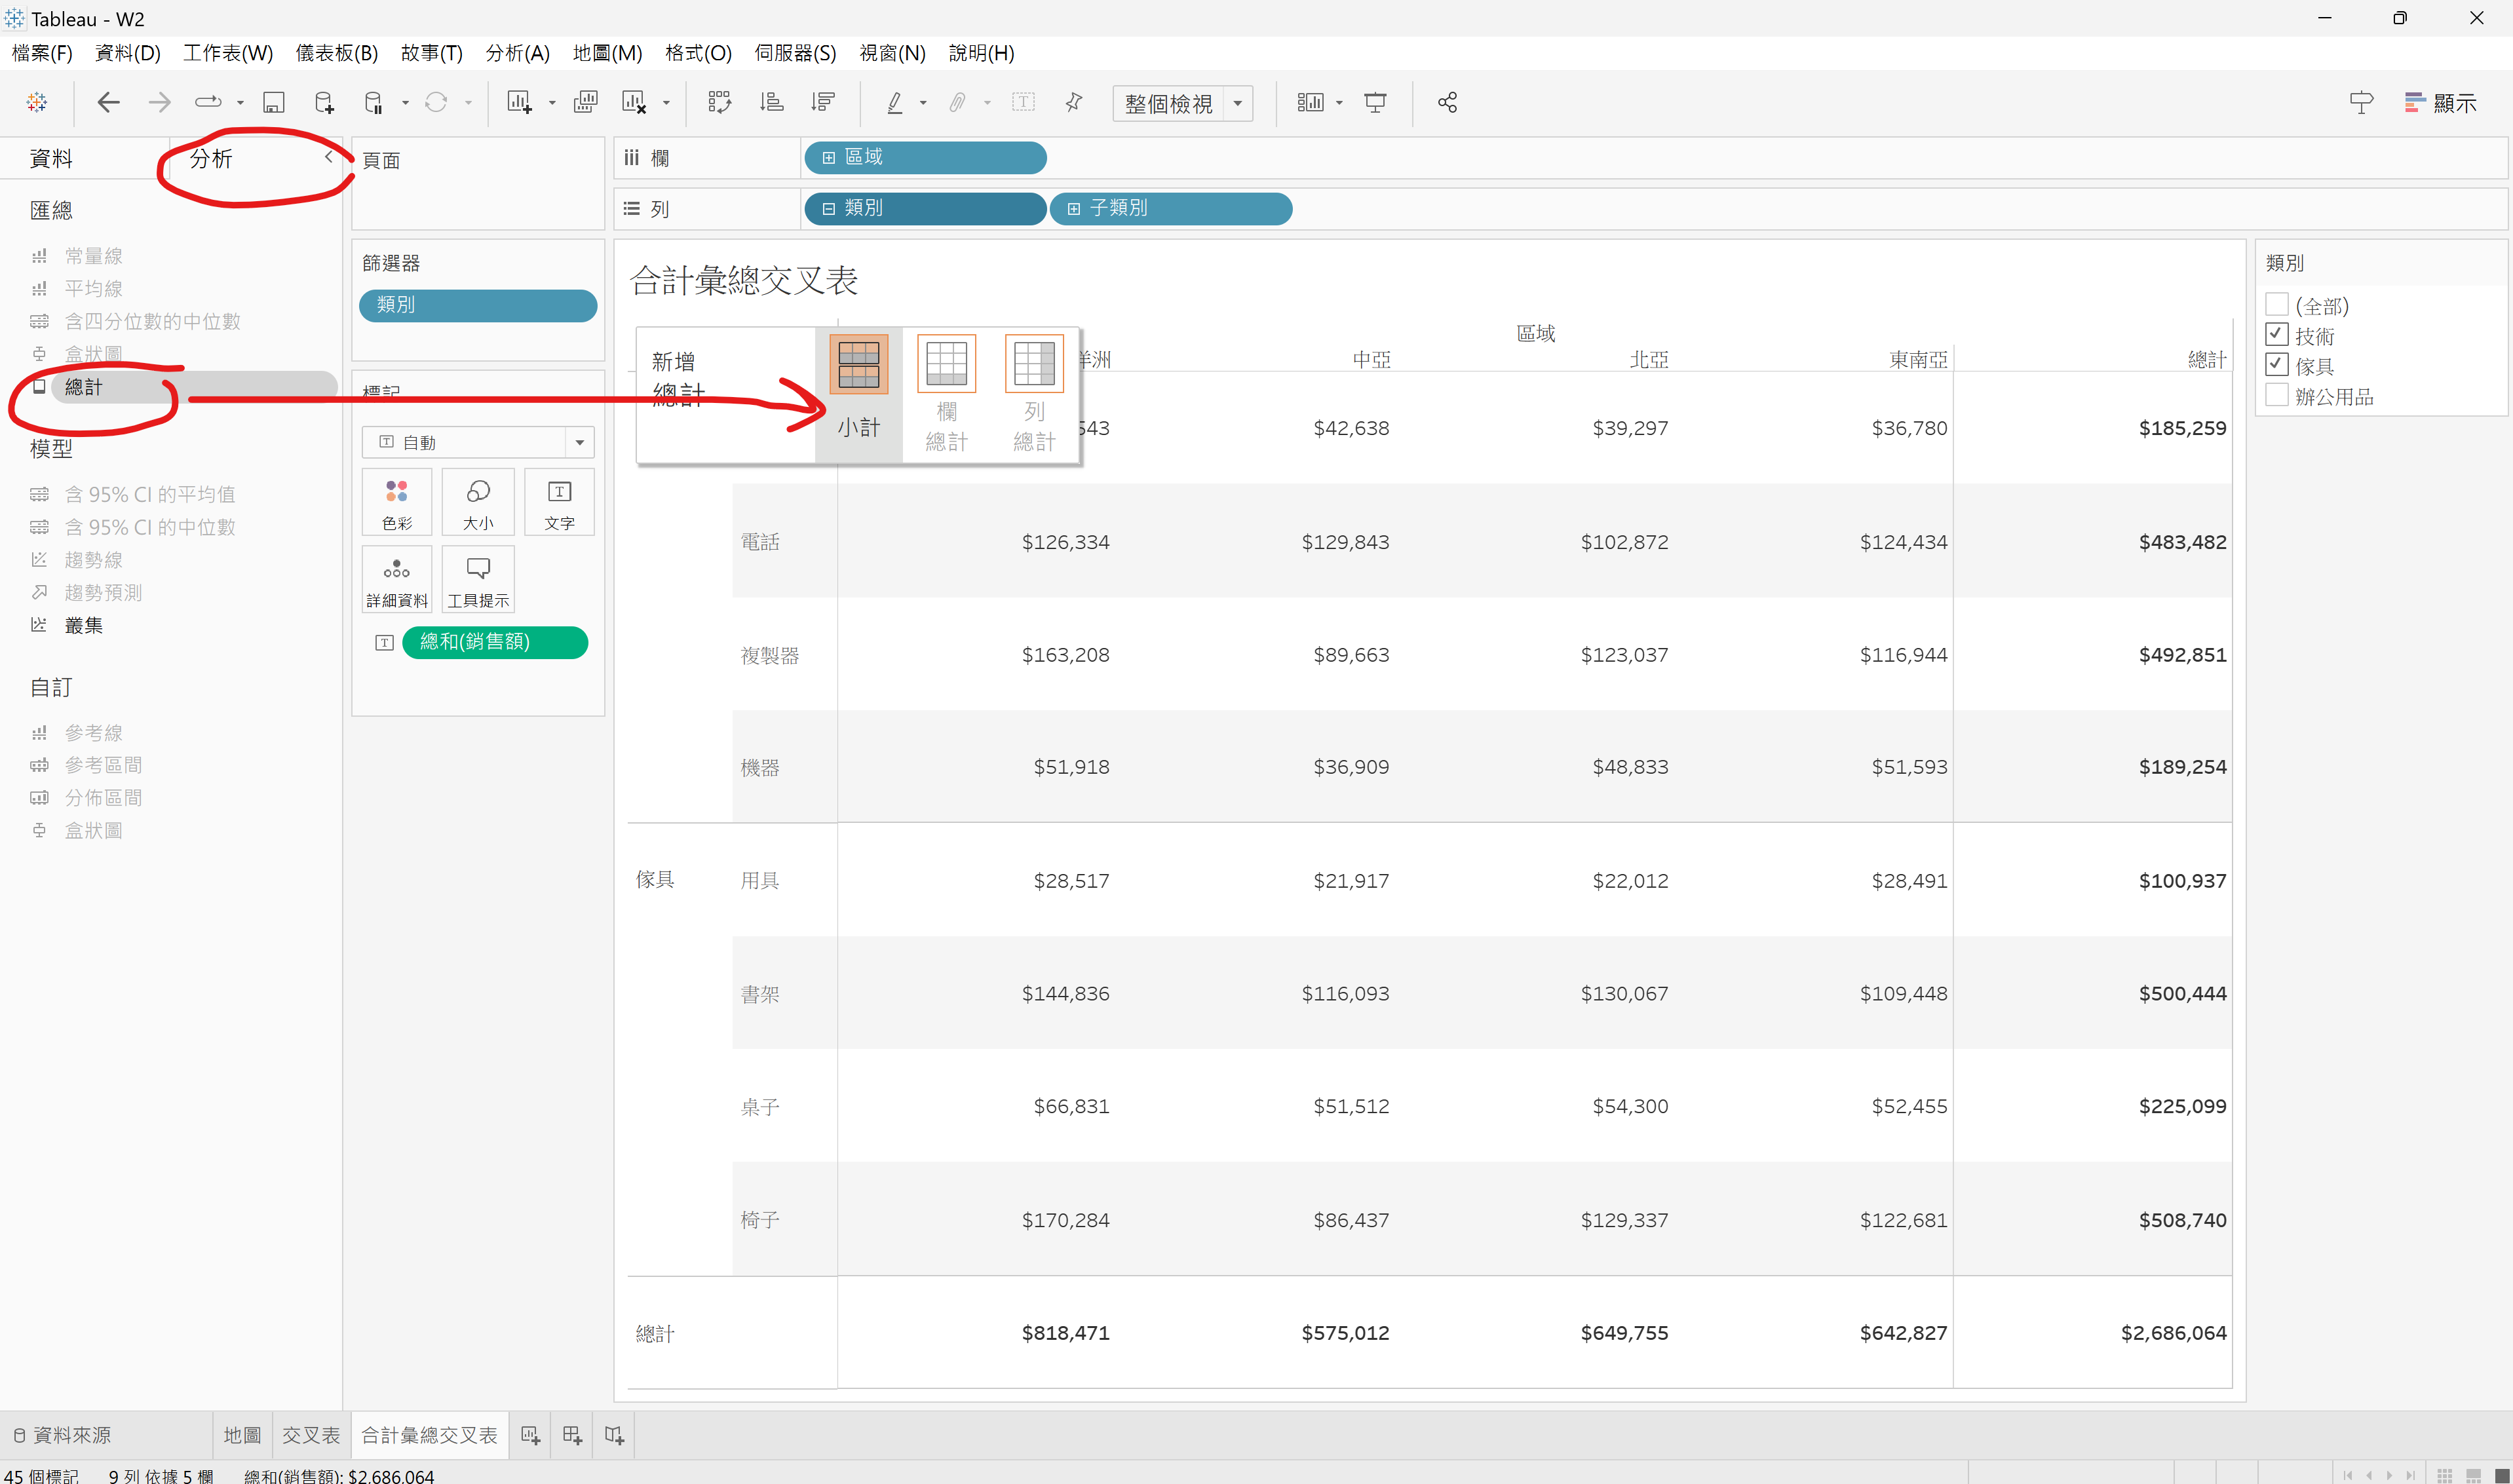 Tableau - W2
檔案(F) 資料(D) 工作表(W) 儀表板(B) 故事(T) 分析(A) 地圖(M) 格式(O) 伺服器(S) 視窗(N) 說明(H)
整個檢視 顯示
資料 分析
匯總
常量線
平均線
含四分位數的中位數
盒狀圖
總計
模型
含 95% CI 的平均值
含 95% CI 的中位數
趨勢線
趨勢預測
叢集
自訂
參考線
參考區間
分佈區間
盒狀圖
頁面
篩選器
類別
標記
自動
色彩 大小 文字
詳細資料 工具提示
總和(銷售額)
欄 區域
列 類別 子類別
合計彙總交叉表
新增
總計
小計
欄
總計
列
總計
區域
洋洲 中亞 北亞 東南亞 總計
543 $42,638 $39,297 $36,780 $185,259
電話 $126,334 $129,843 $102,872 $124,434 $483,482
複製器 $163,208 $89,663 $123,037 $116,944 $492,851
機器 $51,918 $36,909 $48,833 $51,593 $189,254
傢具 用具 $28,517 $21,917 $22,012 $28,491 $100,937
書架 $144,836 $116,093 $130,067 $109,448 $500,444
桌子 $66,831 $51,512 $54,300 $52,455 $225,099
椅子 $170,284 $86,437 $129,337 $122,681 $508,740
總計 $818,471 $575,012 $649,755 $642,827 $2,686,064
類別
(全部)
技術
傢具
辦公用品
資料來源 地圖 交叉表 合計彙總交叉表
45 個標記 9 列 依據 5 欄 總和(銷售額): $2,686,064